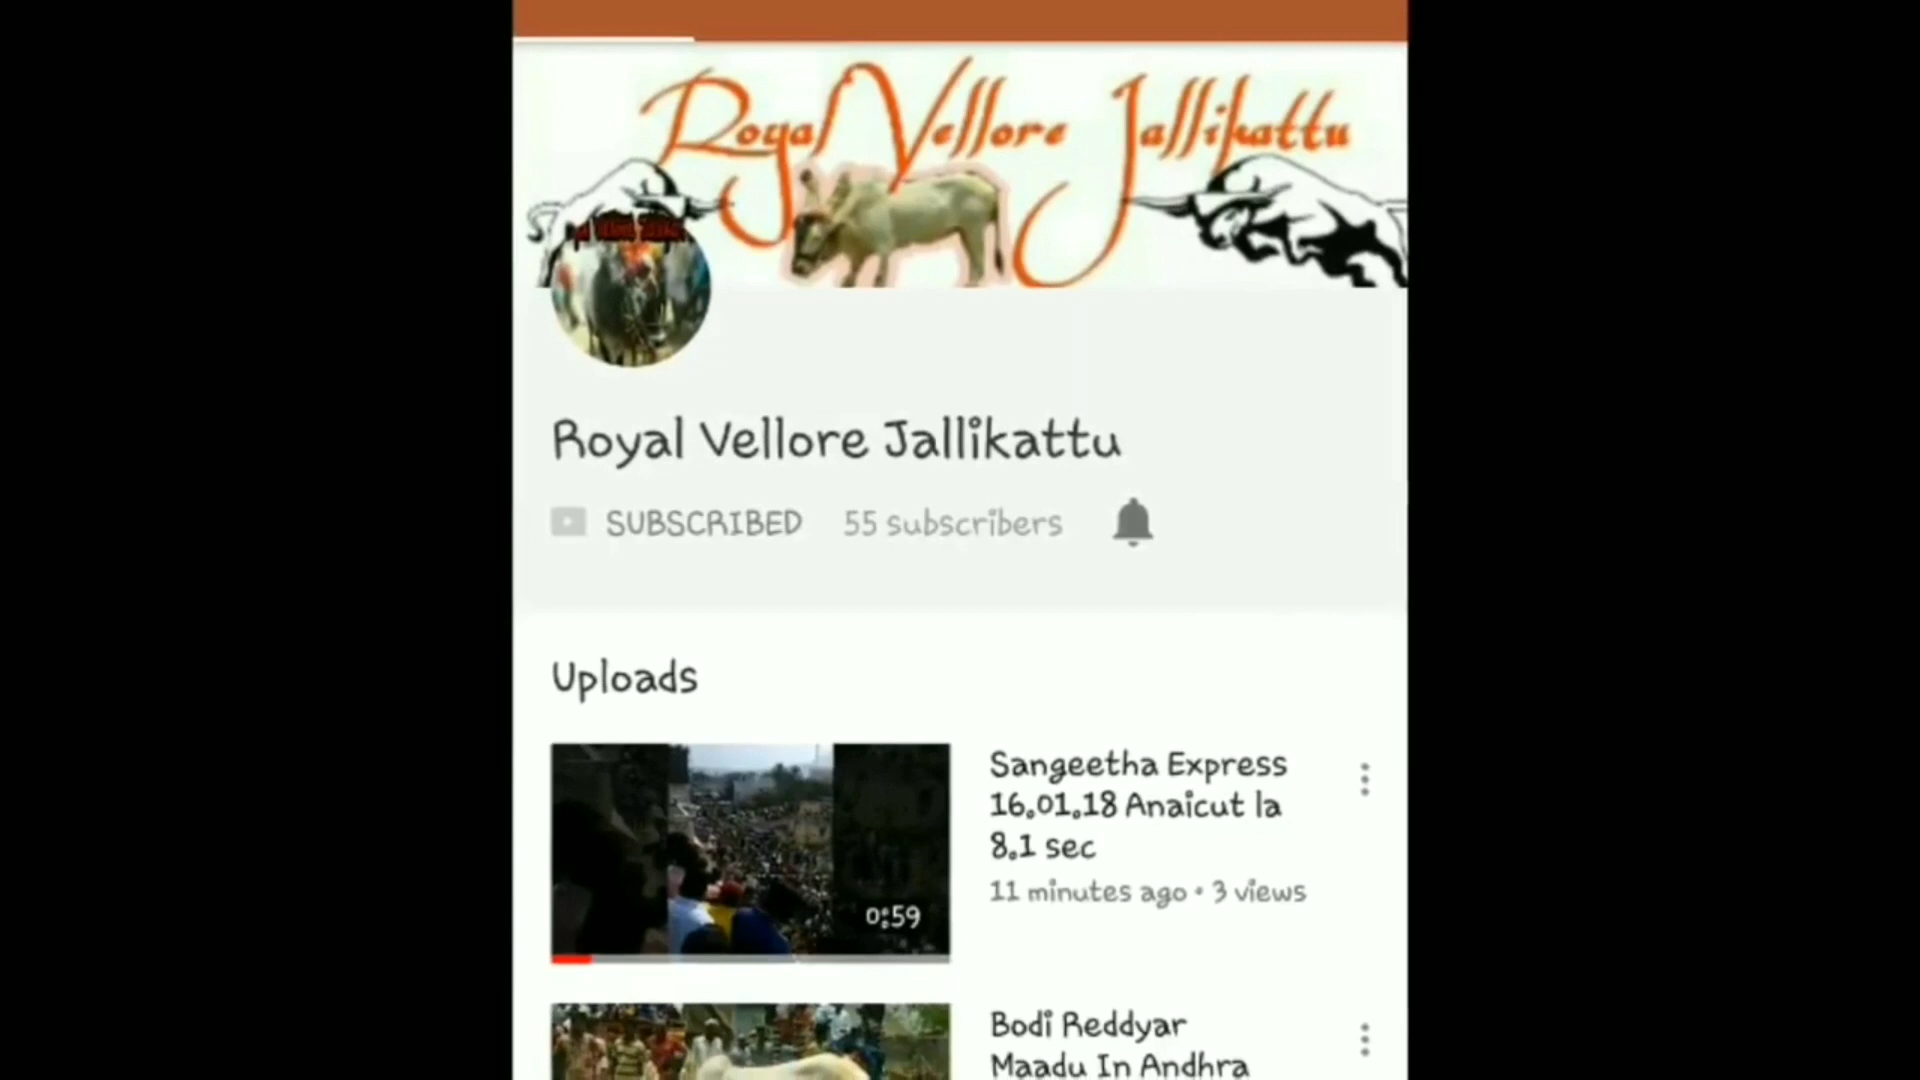 Royal Vellore Jallikattu
Royal Vellore Jallikattu
SUBSCRIBED 55 subscribers
Uploads
Sangeetha Express
16.01.18 Anaicut la
8.1 sec
11 minutes ago • 3 views
0:59
Bodi Reddyar
Maadu In Andhra